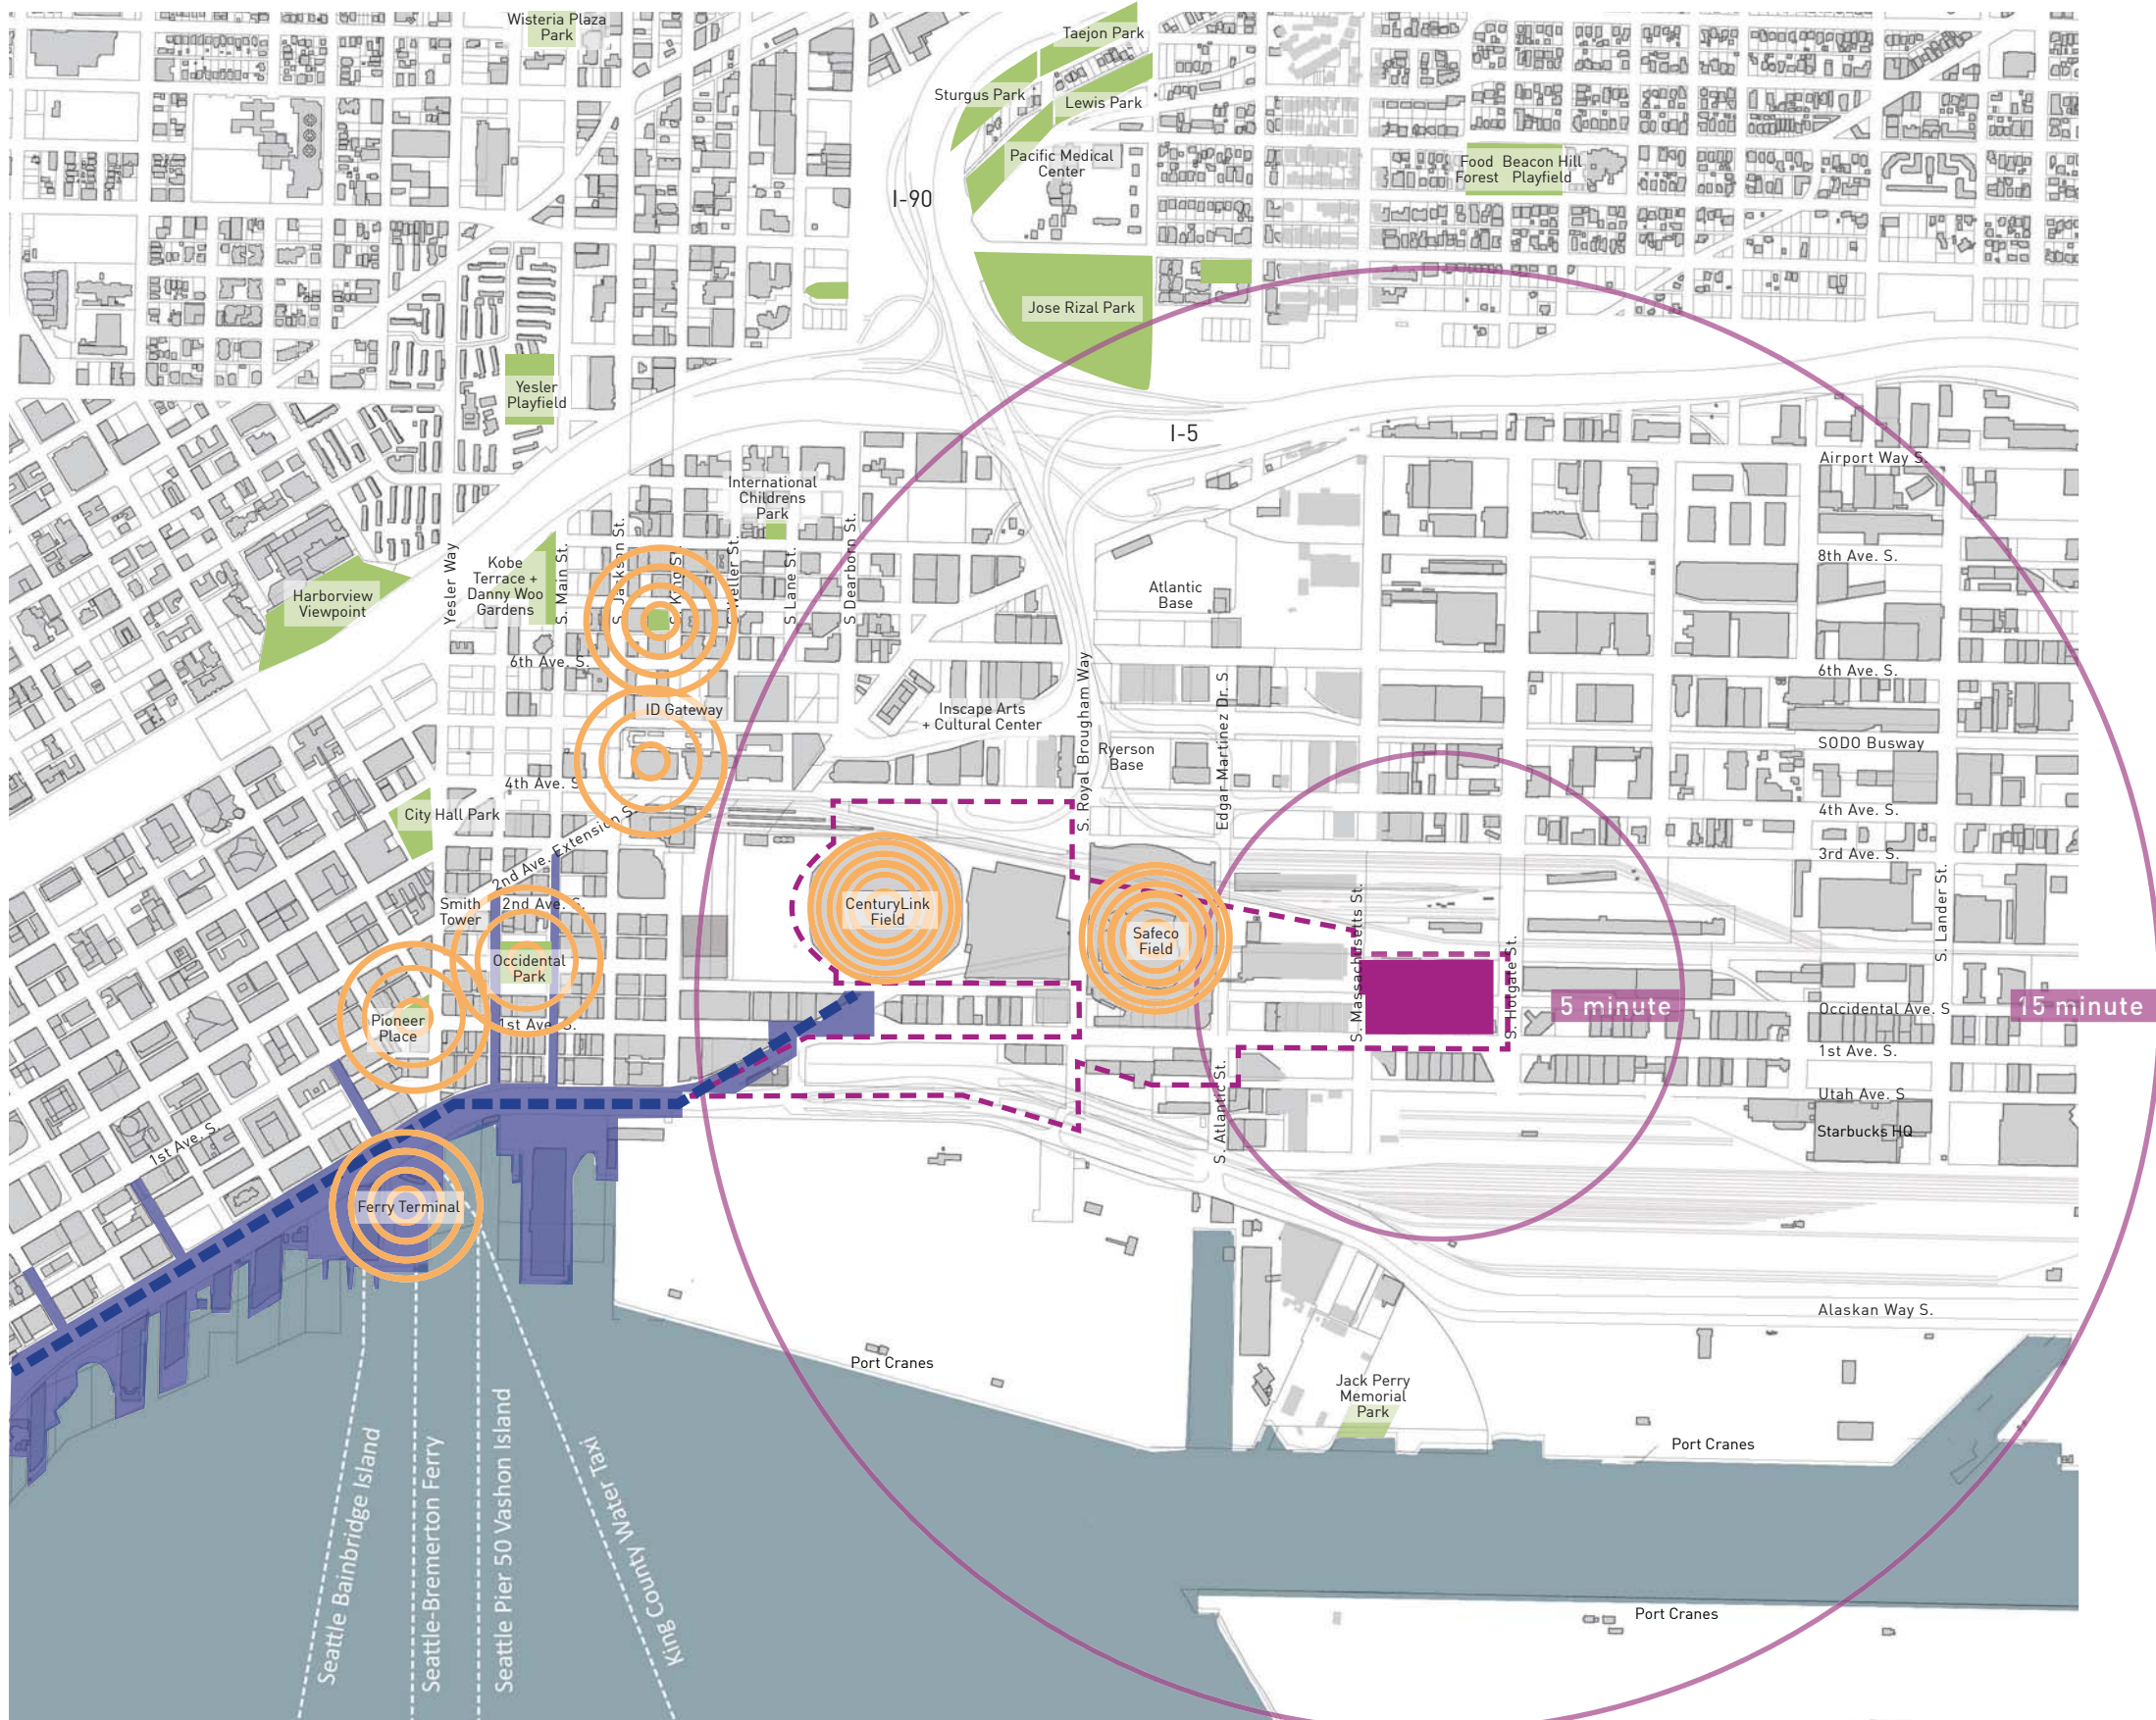 Wisteria Plaza
Park
Taejon Park
Sturgus Park
Lewis Park
Pacific Medical
Center
Food
Forest
Beacon Hill
Playfield
I-90
Jose Rizal Park
Yesler
Playfield
I-5
Airport Way S.
International
Childrens
Park
Kobe
Terrace +
Danny Woo
Gardens
Harborview
Viewpoint
Yesler Way
S. Main St.
S. Jackson St.
S. King St.
S. Weller St.
S. Lane St.
S Dearborn St.
8th Ave. S.
Atlantic
Base
6th Ave. S.
6th Ave. S.
ID Gateway
Inscape Arts
+ Cultural Center
S. Royal Brougham Way
Edgar Martinez Dr. S.
Ryerson
Base
SODO Busway
4th Ave. S.
4th Ave. S.
City Hall Park
2nd Ave. Extension S.
3rd Ave. S.
Smith
Tower
2nd Ave. S.
CenturyLink
Field
Safeco
Field
S. Massachusetts St.
S. Holgate St.
S. Lander St.
Occidental
Park
Pioneer
Place
1st Ave. S.
5 minute
15 minute
Occidental Ave. S
1st Ave. S.
Utah Ave. S
S. Atlantic St.
Starbucks HQ
1st Ave. S.
Ferry Terminal
Alaskan Way S.
Port Cranes
Jack Perry
Memorial
Park
Port Cranes
Seattle Bainbridge Island
Seattle-Bremerton Ferry
Seattle Pier 50 Vashon Island
King County Water Taxi
Port Cranes